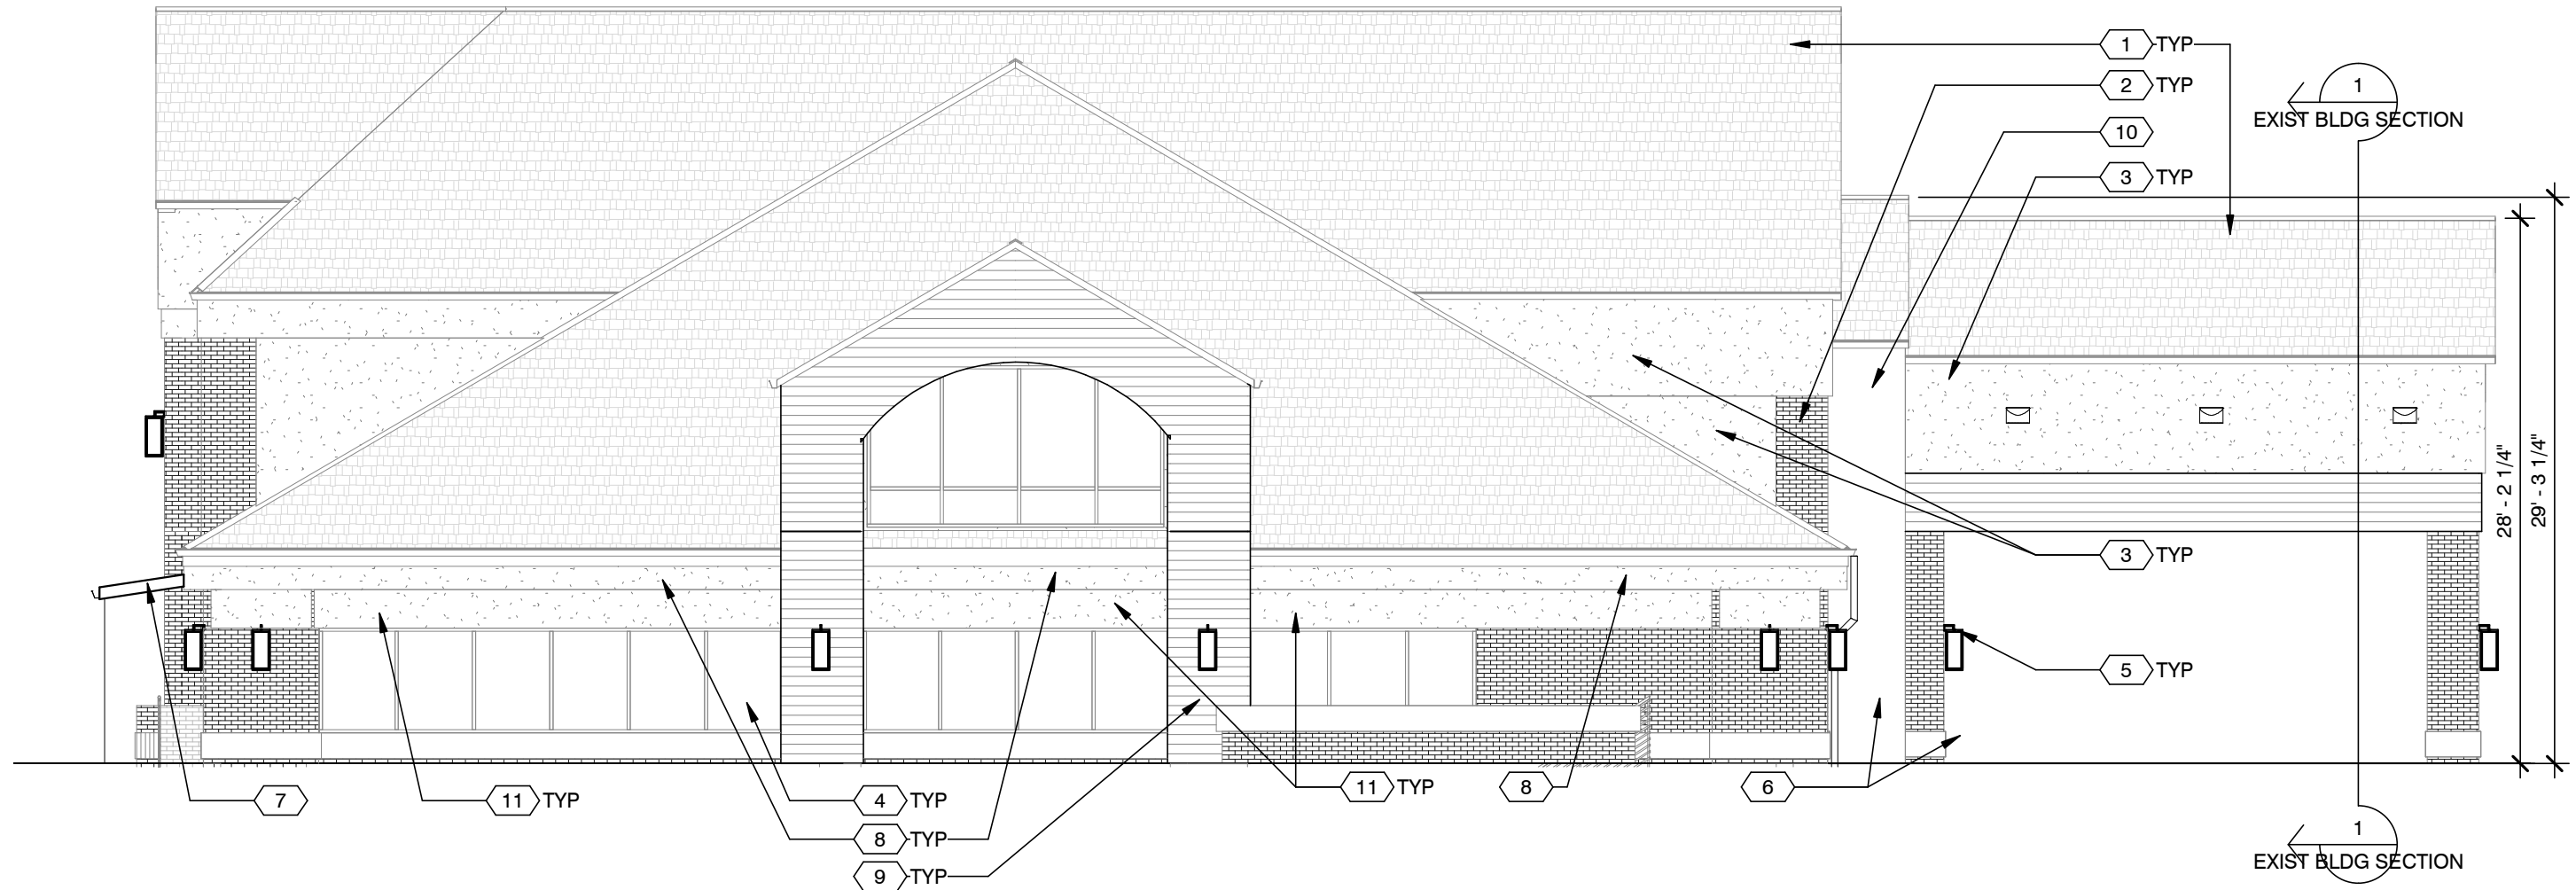 1 TYP
1
2 TYP
EXIST BLDG SECTION
10
3 TYP
28' - 2 1/4"
29' - 3 1/4"
3 TYP
5 TYP
7
11 TYP
4 TYP
11 TYP
8
6
8 TYP
1
EXIST BLDG SECTION
9 TYP